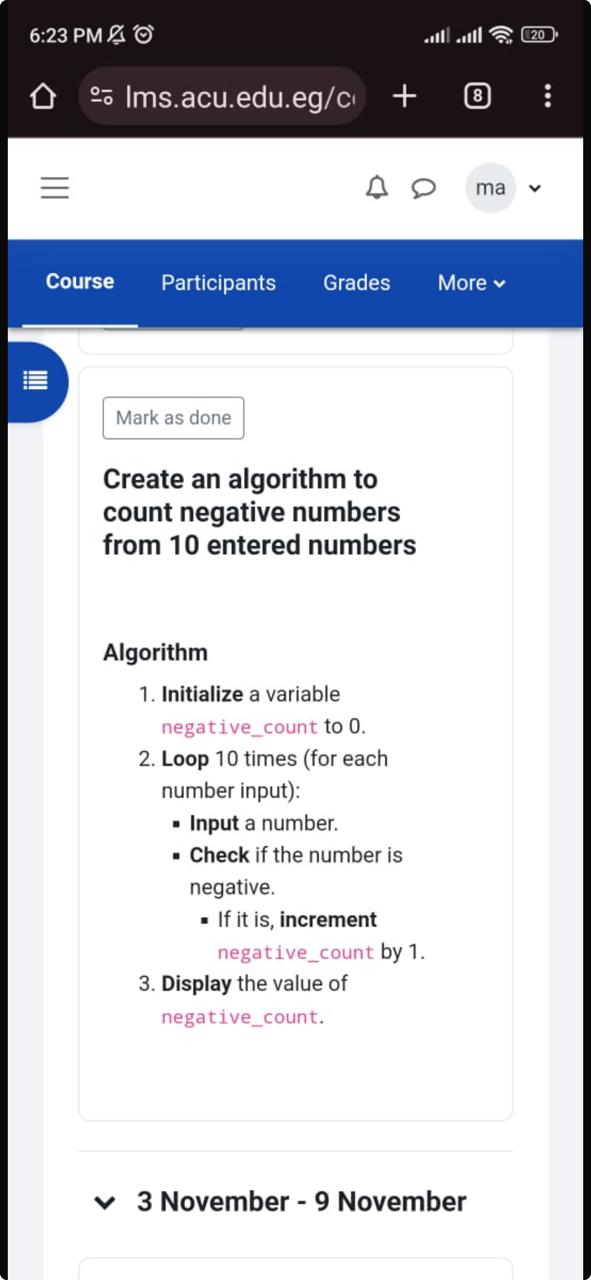 6:23 PM
20
lms.acu.edu.eg/c
8
ma
Course Participants Grades More
Mark as done
Create an algorithm to
count negative numbers
from 10 entered numbers
Algorithm
1. Initialize a variable
negative_count to 0.
2. Loop 10 times (for each
number input):
▪ Input a number.
▪ Check if the number is
negative.
▪ If it is, increment
negative_count by 1.
3. Display the value of
negative_count.
3 November - 9 November